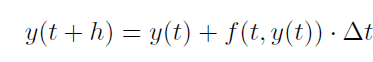 y(t + h) = y(t) + f(t, y(t)) · Δt